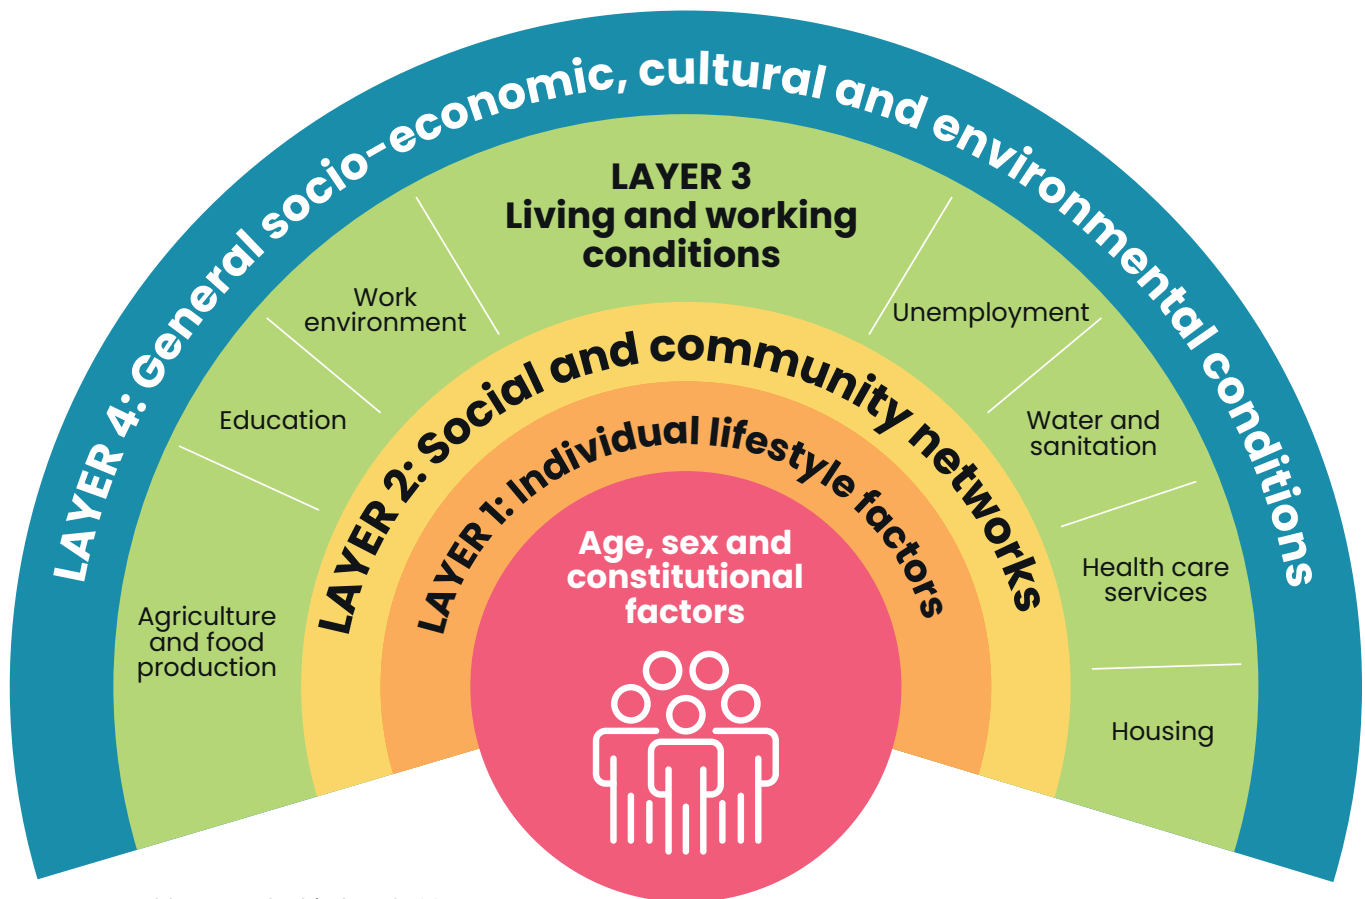 LAYER 4: General socio-economic, cultural and environmental conditions
LAYER 3
Living and working
conditions
Work
environment
Education
Agriculture
and food
production
Unemployment
Water and
sanitation
Health care
services
Housing
LAYER 2: Social and community networks
LAYER 1: Individual lifestyle factors
Age, sex and
constitutional
factors